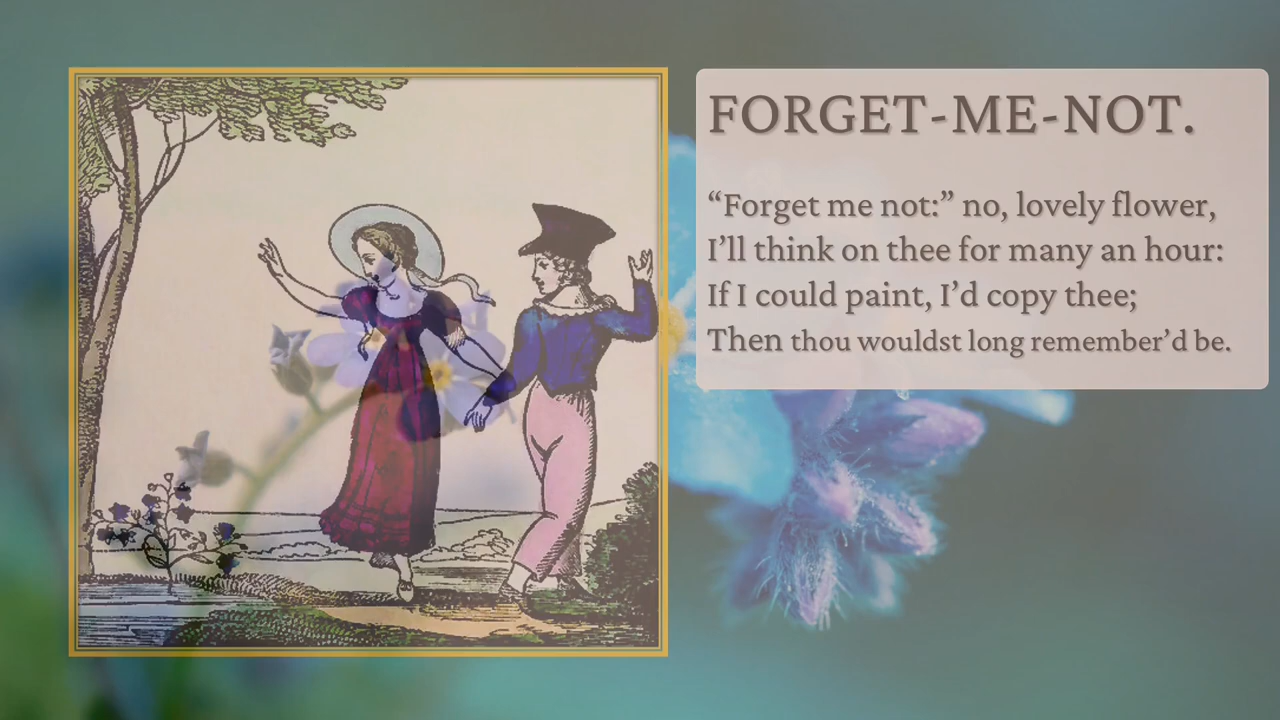 FORGET-ME-NOT.
“Forget me not:” no, lovely flower,
I’ll think on thee for many an hour:
If I could paint, I’d copy thee;
Then thou wouldst long remember’d be.